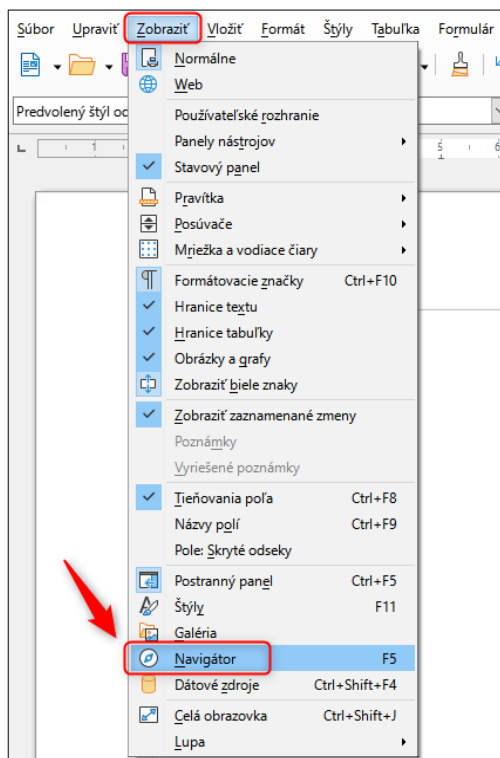 Súbor Upraviť Zobraziť Vložiť Formát Štýly Tabuľka Formulár
Predvolený štýl od
1 5 6
Normálne
Web
Používateľské rozhranie
Panely nástrojov
Stavový panel
Pravítka
Posúvače
Mriežka a vodiace čiary
Formátovacie značky Ctrl+F10
Hranice textu
Hranice tabuľky
Obrázky a grafy
Zobraziť biele znaky
Zobraziť zaznamenané zmeny
Poznámky
Vyriešené poznámky
Tieňovania poľa Ctrl+F8
Názvy polí Ctrl+F9
Pole: Skryté odseky
Postranný panel Ctrl+F5
Štýly F11
Galéria
Navigátor F5
Dátové zdroje Ctrl+Shift+F4
Celá obrazovka Ctrl+Shift+J
Lupa